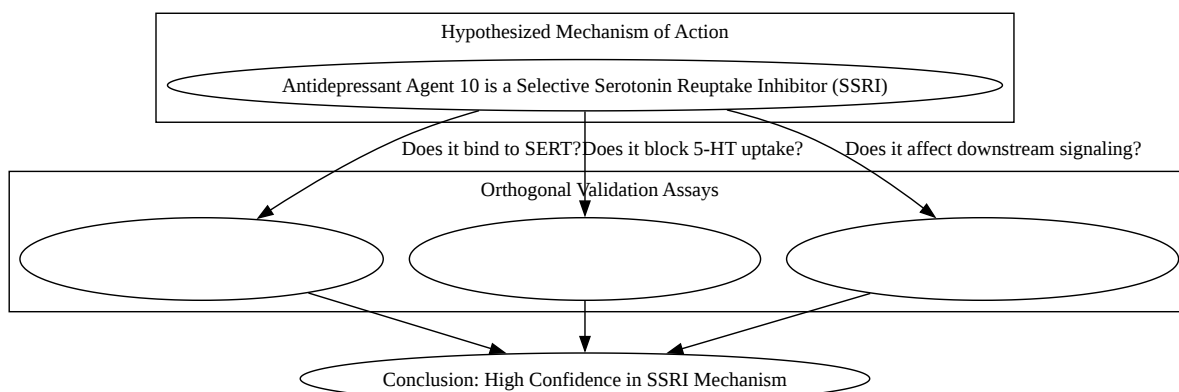 Hypothesized Mechanism of Action
Antidepressant Agent 10 is a Selective Serotonin Reuptake Inhibitor (SSRI)
Does it bind to SERT?
Does it block 5-HT uptake?
Does it affect downstream signaling?
Orthogonal Validation Assays
Conclusion: High Confidence in SSRI Mechanism